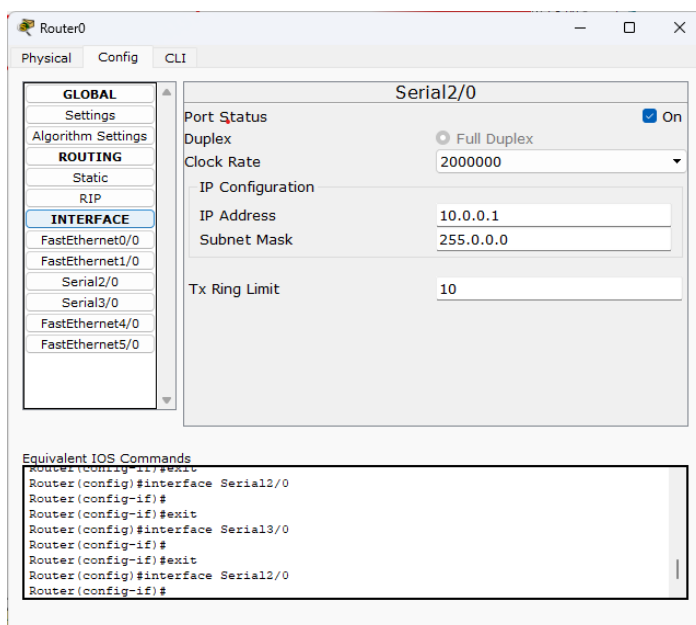 Router0
Physical Config CLI
GLOBAL
Settings
Algorithm Settings
ROUTING
Static
RIP
INTERFACE
FastEthernet0/0
FastEthernet1/0
Serial2/0
Serial3/0
FastEthernet4/0
FastEthernet5/0
Serial2/0
Port Status On
Duplex Full Duplex
Clock Rate 2000000
IP Configuration
IP Address 10.0.0.1
Subnet Mask 255.0.0.0
Tx Ring Limit 10
Equivalent IOS Commands
Router(config-if)#exit
Router(config)#interface Serial2/0
Router(config-if)#
Router(config-if)#exit
Router(config)#interface Serial3/0
Router(config-if)#
Router(config-if)#exit
Router(config)#interface Serial2/0
Router(config-if)#